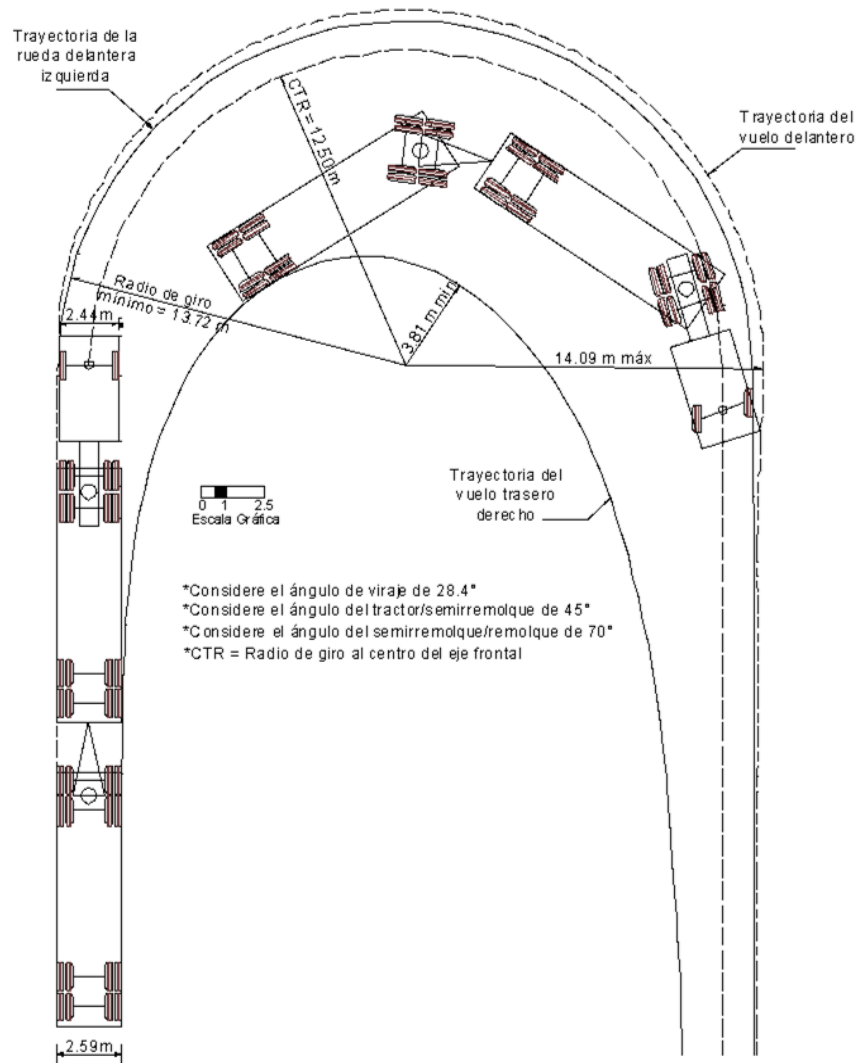 Trayectoria de la
rueda delantera
izquierda
Trayectoria del
vuelo delantero
CTR = 12.50 m
Radio de giro
mínimo = 13.72 m
2.44m
3.81 m min
14.09 m máx
Trayectoria del
vuelo trasero
derecho
0 1 2.5
Escala Gráfica
*Considere el ángulo de viraje de 28.4°
*Considere el ángulo del tractor/semirremolque de 45°
*Considere el ángulo del semirremolque/remolque de 70°
*CTR = Radio de giro al centro del eje frontal
2.59m